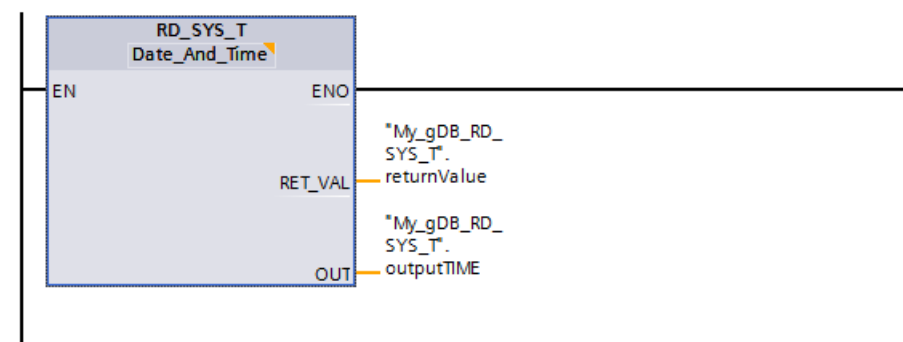 RD_SYS_T
Date_And_Time
EN
ENO
"My_gDB_RD_
SYS_T".
returnValue
RET_VAL
"My_gDB_RD_
SYS_T".
outputTIME
OUT